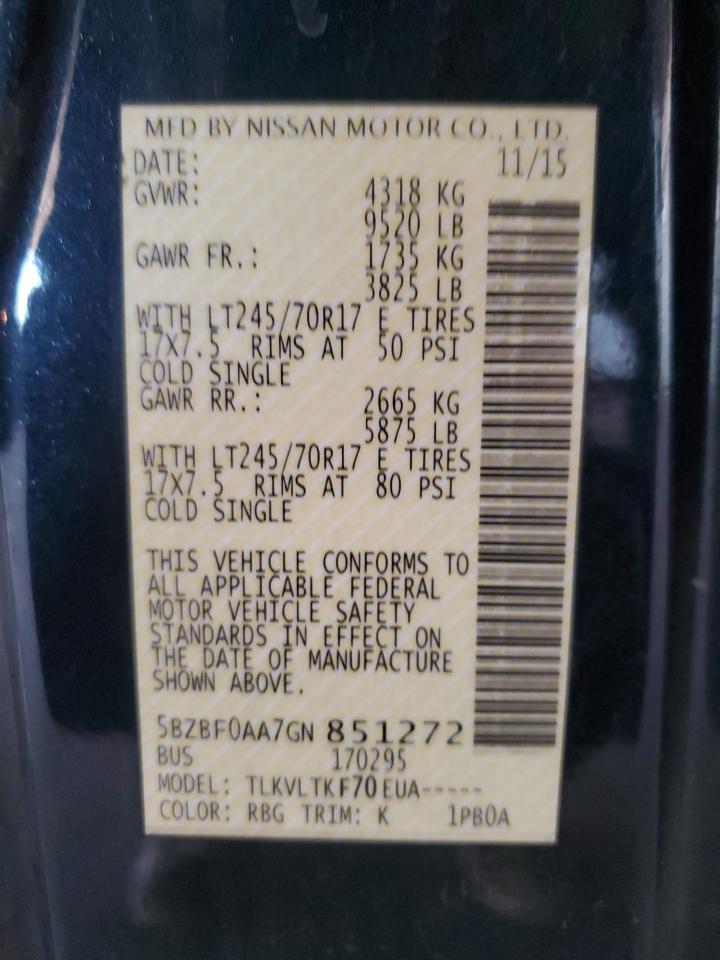 MFD BY NISSAN MOTOR CO., LTD.
DATE: 11/15
GVWR: 4318 KG
9520 LB
GAWR FR.: 1735 KG
3825 LB
WITH LT245/70R17 E TIRES
17X7.5 RIMS AT 50 PSI
COLD SINGLE
GAWR RR.: 2665 KG
5875 LB
WITH LT245/70R17 E TIRES
17X7.5 RIMS AT 80 PSI
COLD SINGLE
THIS VEHICLE CONFORMS TO
ALL APPLICABLE FEDERAL
MOTOR VEHICLE SAFETY
STANDARDS IN EFFECT ON
THE DATE OF MANUFACTURE
SHOWN ABOVE.
5BZBF0AA7GN 851272
BUS 170295
MODEL: TLKVLTKF70EUA-----
COLOR: RBG TRIM: K 1PB0A